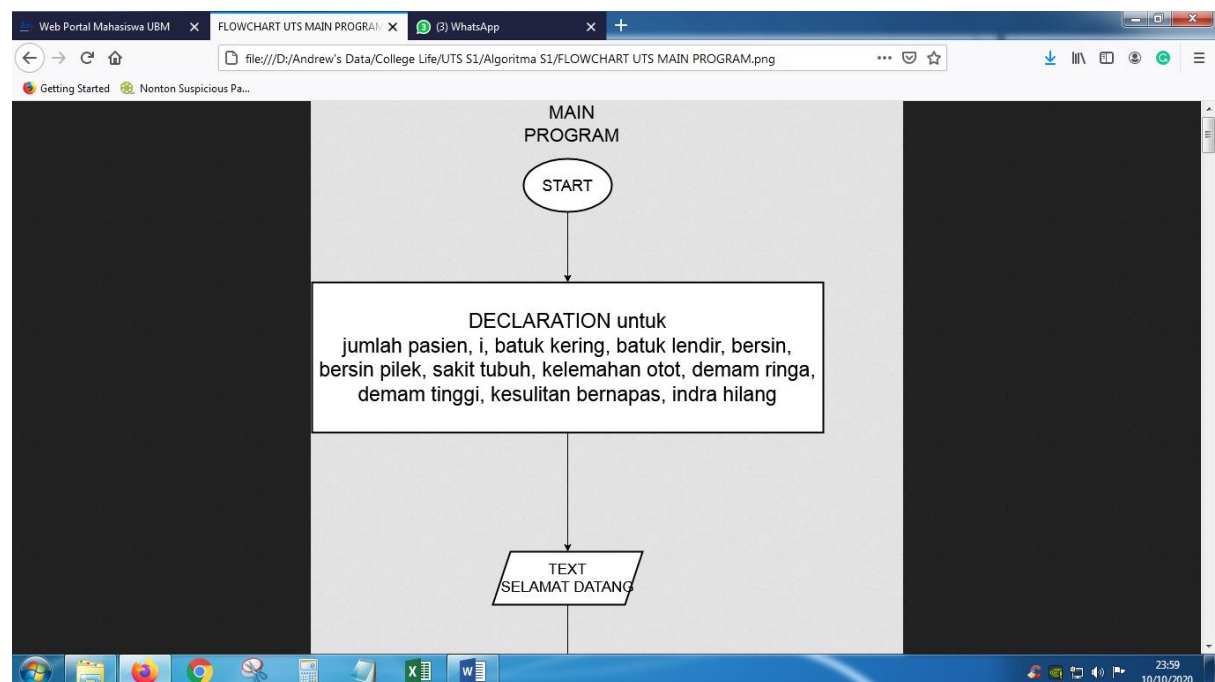 Web Portal Mahasiswa UBM
FLOWCHART UTS MAIN PROGRAM
(3) WhatsApp
file:///D:/Andrew's Data/College Life/UTS S1/Algoritma S1/FLOWCHART UTS MAIN PROGRAM.png
Getting Started
Nonton Suspicious Pa...
MAIN
PROGRAM
START
DECLARATION untuk
jumlah pasien, i, batuk kering, batuk lendir, bersin,
bersin pilek, sakit tubuh, kelemahan otot, demam ringa,
demam tinggi, kesulitan bernapas, indra hilang
TEXT
SELAMAT DATANG
23:59
10/10/2020